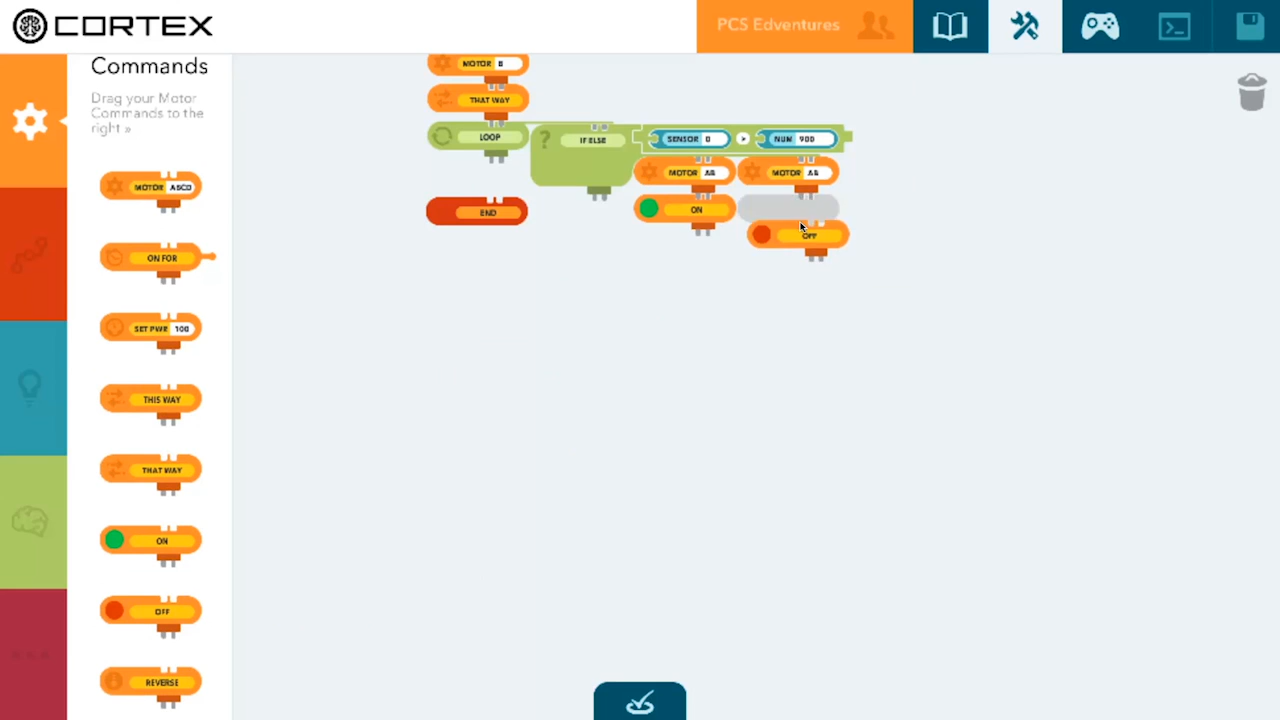 CORTEX
PCS Edventures
Commands
Drag your Motor
Commands to the
right »
MOTOR ABCD
ON FOR
SET PWR 100
THIS WAY
THAT WAY
ON
OFF
REVERSE
MOTOR B
THAT WAY
LOOP
IF ELSE
SENSOR 0 > NUM 900
MOTOR AB
MOTOR AB
ON
OFF
END